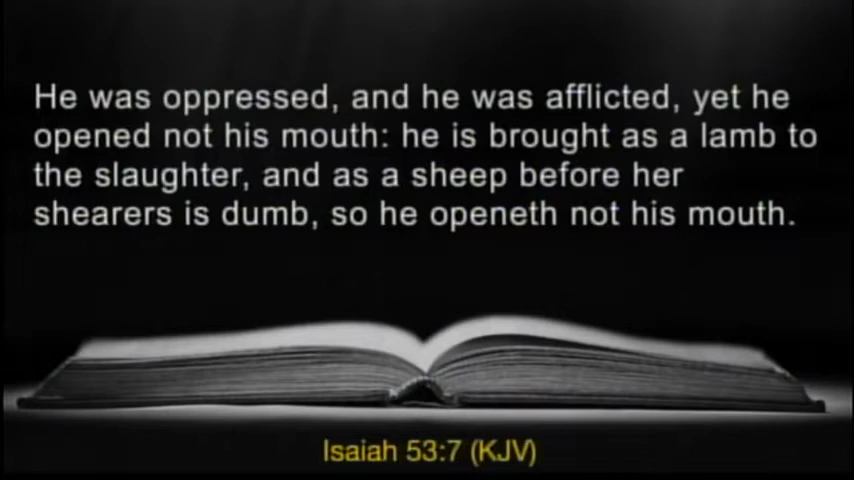 He was oppressed, and he was afflicted, yet he
opened not his mouth: he is brought as a lamb to
the slaughter, and as a sheep before her
shearers is dumb, so he openeth not his mouth.
Isaiah 53:7 (KJV)